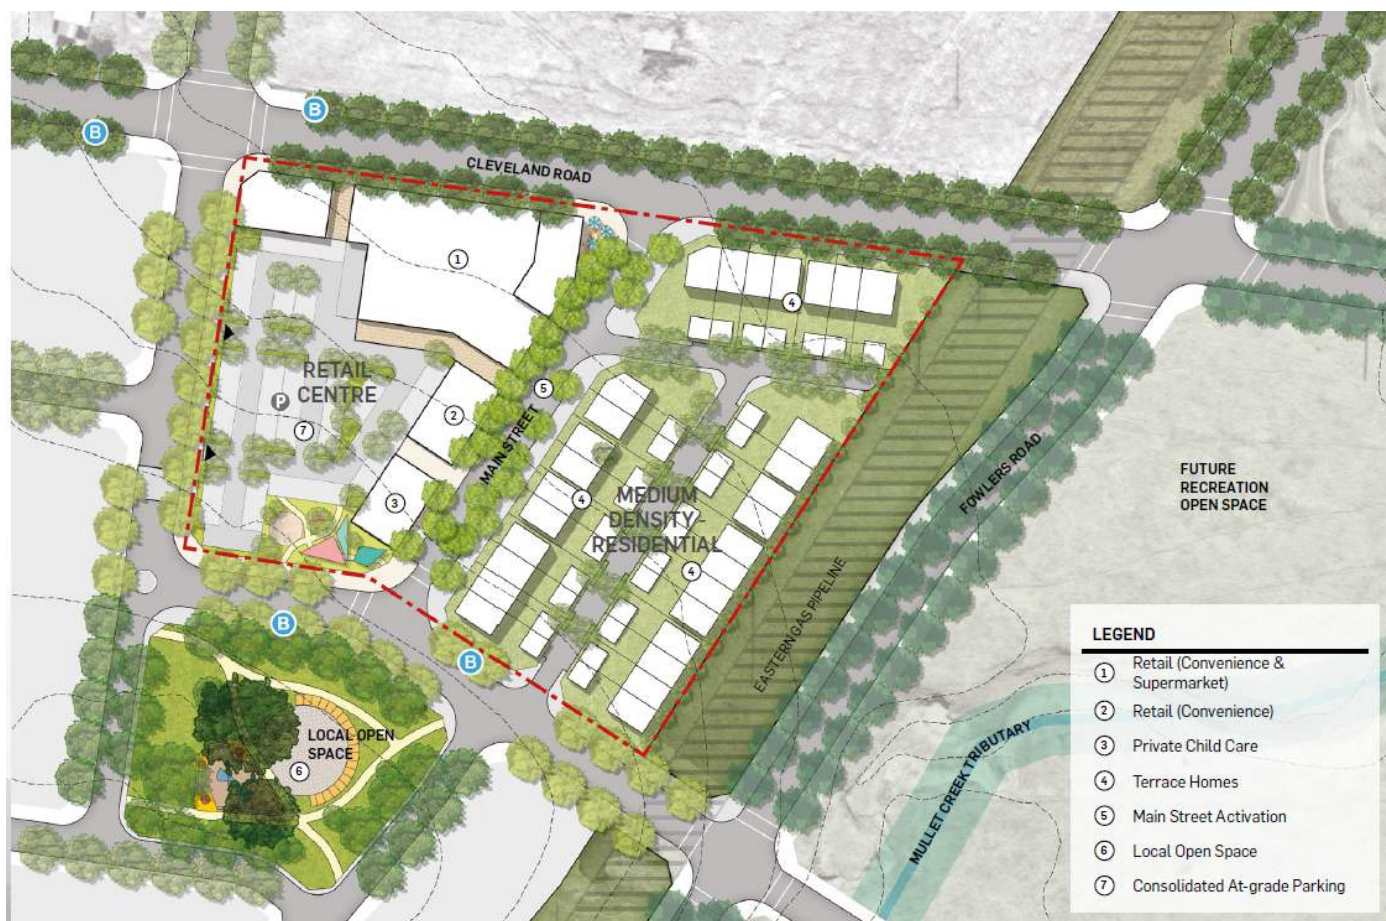 B
B
CLEVELAND ROAD
1
4
RETAIL
CENTRE
P
7
2
5
MAIN STREET
3
4
MEDIUM
DENSITY-
RESIDENTIAL
4
FOWLERS ROAD
EASTERN GAS PIPELINE
FUTURE
RECREATION
OPEN SPACE
B
B
LOCAL OPEN
SPACE
6
MULLET CREEK TRIBUTARY
LEGEND
1 Retail (Convenience &
Supermarket)
2 Retail (Convenience)
3 Private Child Care
4 Terrace Homes
5 Main Street Activation
6 Local Open Space
7 Consolidated At-grade Parking